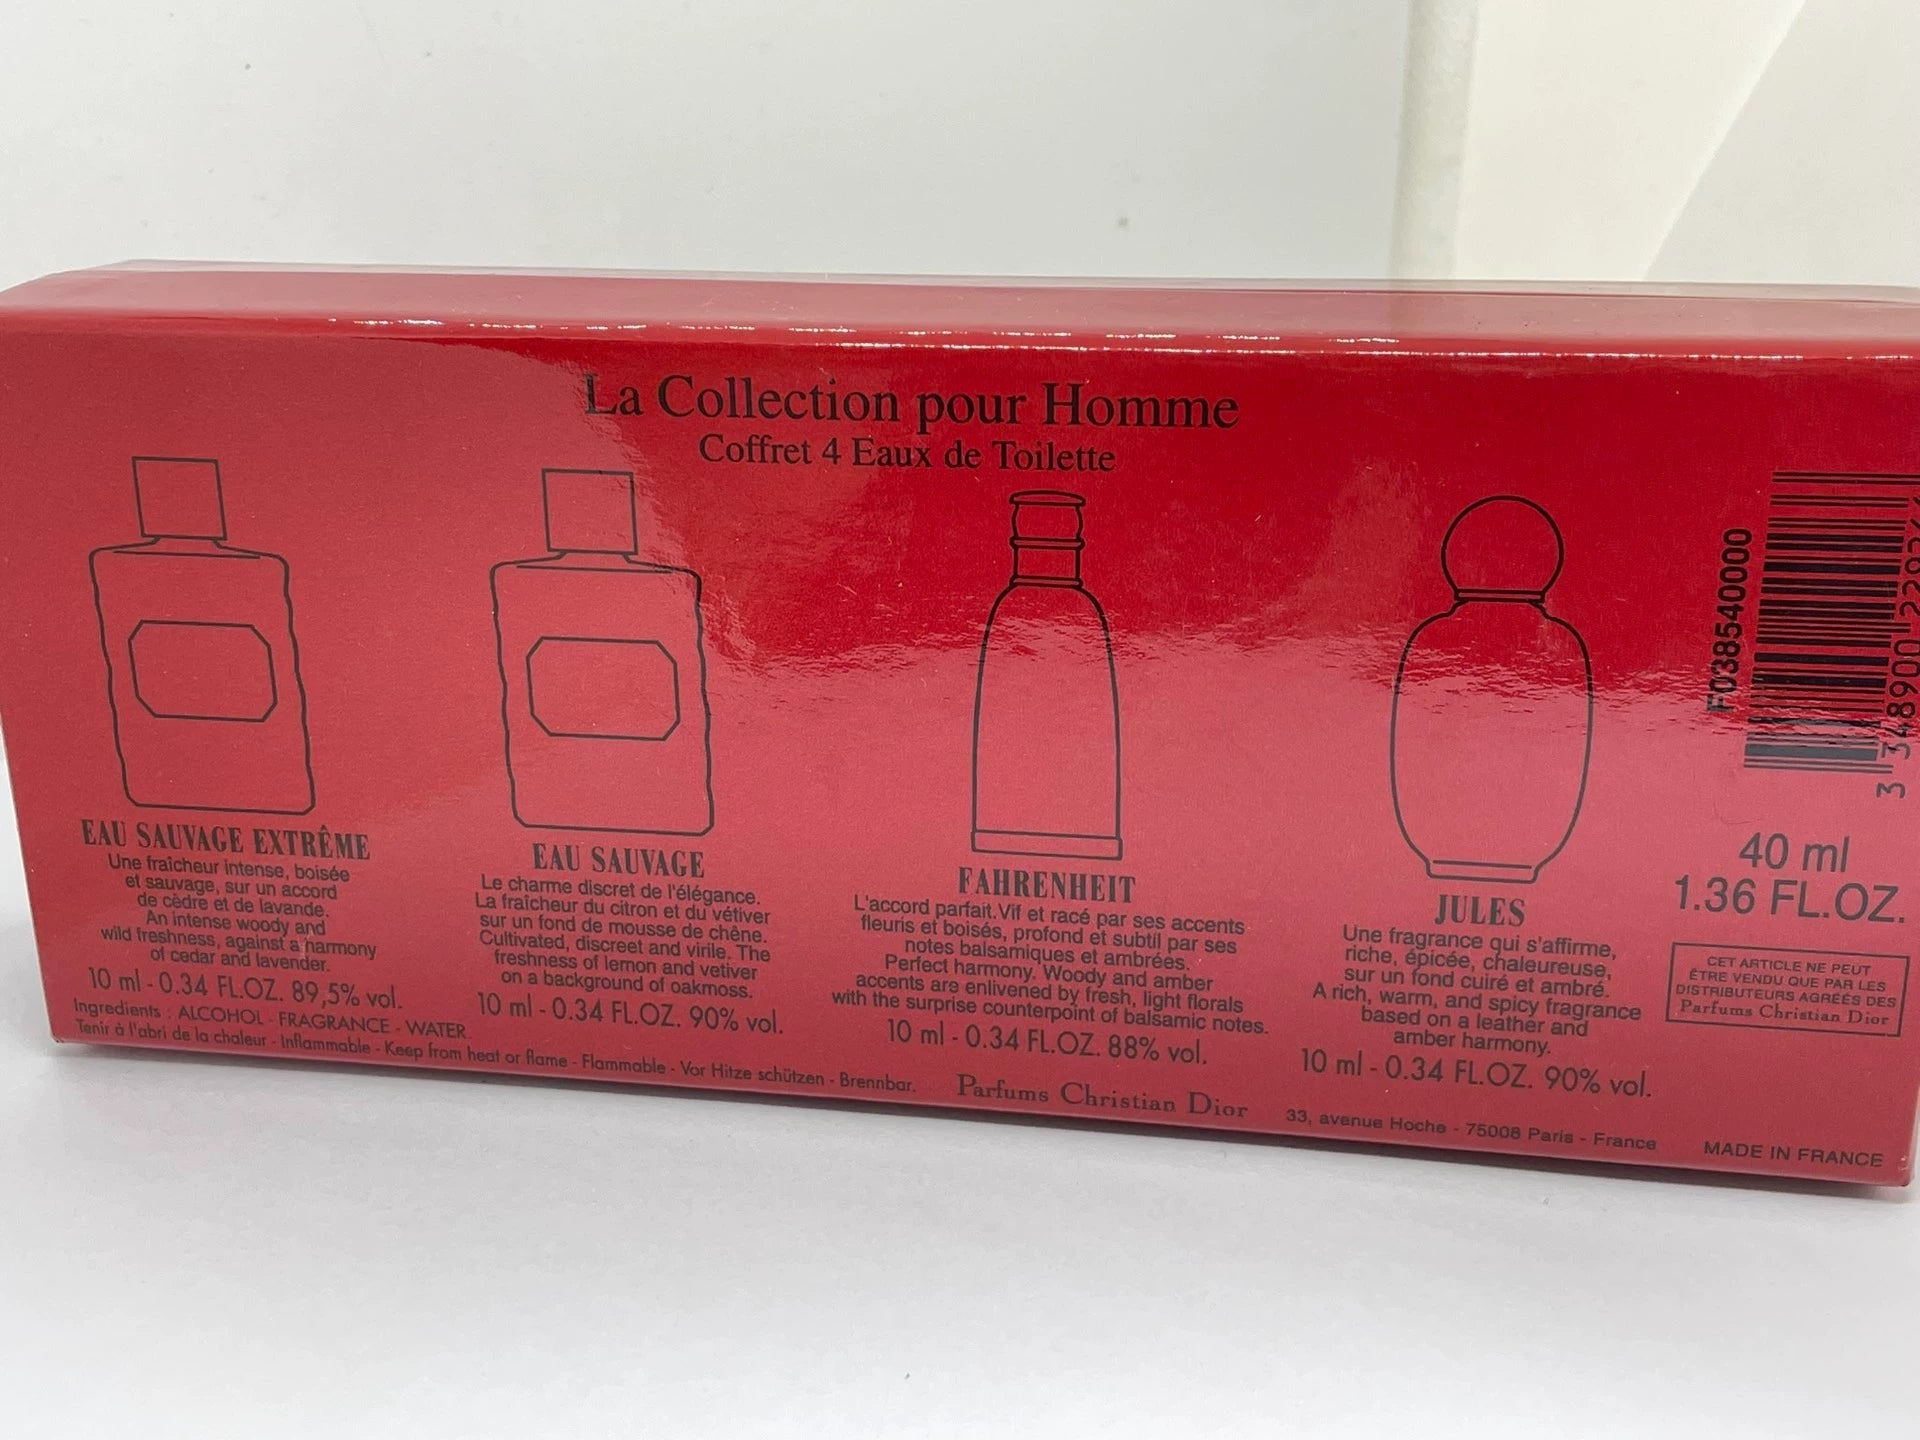 La Collection pour Homme
Coffret 4 Eaux de Toilette
EAU SAUVAGE EXTRÊME
Une fraîcheur intense, boisée
et sauvage, sur un accord
de cèdre et de lavande.
An intense woody and
wild freshness, against a harmony
of cedar and lavender.
10 ml - 0.34 FL.OZ. 89,5% vol.
EAU SAUVAGE
Le charme discret de l'élégance.
La fraîcheur du citron et du vétiver
sur un fond de mousse de chêne.
Cultivated, discreet and virile. The
freshness of lemon and vetiver
on a background of oakmoss.
10 ml - 0.34 FL.OZ. 90% vol.
FAHRENHEIT
L'accord parfait. Vif et racé par ses accents
fleuris et boisés, profond et subtil par ses
notes balsamiques et ambrées.
Perfect harmony. Woody and amber
accents are enlivened by fresh, light florals
with the surprise counterpoint of balsamic notes.
10 ml - 0.34 FL.OZ. 88% vol.
JULES
Une fragrance qui s'affirme,
riche, épicée, chaleureuse,
sur un fond cuiré et ambré.
A rich, warm, and spicy fragrance
based on a leather and
amber harmony.
10 ml - 0.34 FL.OZ. 90% vol.
F03854000
40 ml
1.36 FL.OZ.
CET ARTICLE NE PEUT
ÊTRE VENDU QUE PAR LES
DISTRIBUTEURS AGRÉÉS DES
Parfums Christian Dior
Ingredients : ALCOHOL - FRAGRANCE - WATER.
Tenir à l'abri de la chaleur - Inflammable - Keep from heat or flame - Flammable - Vor Hitze schützen - Brennbar.
Parfums Christian Dior
33, avenue Hoche - 75008 Paris - France
MADE IN FRANCE